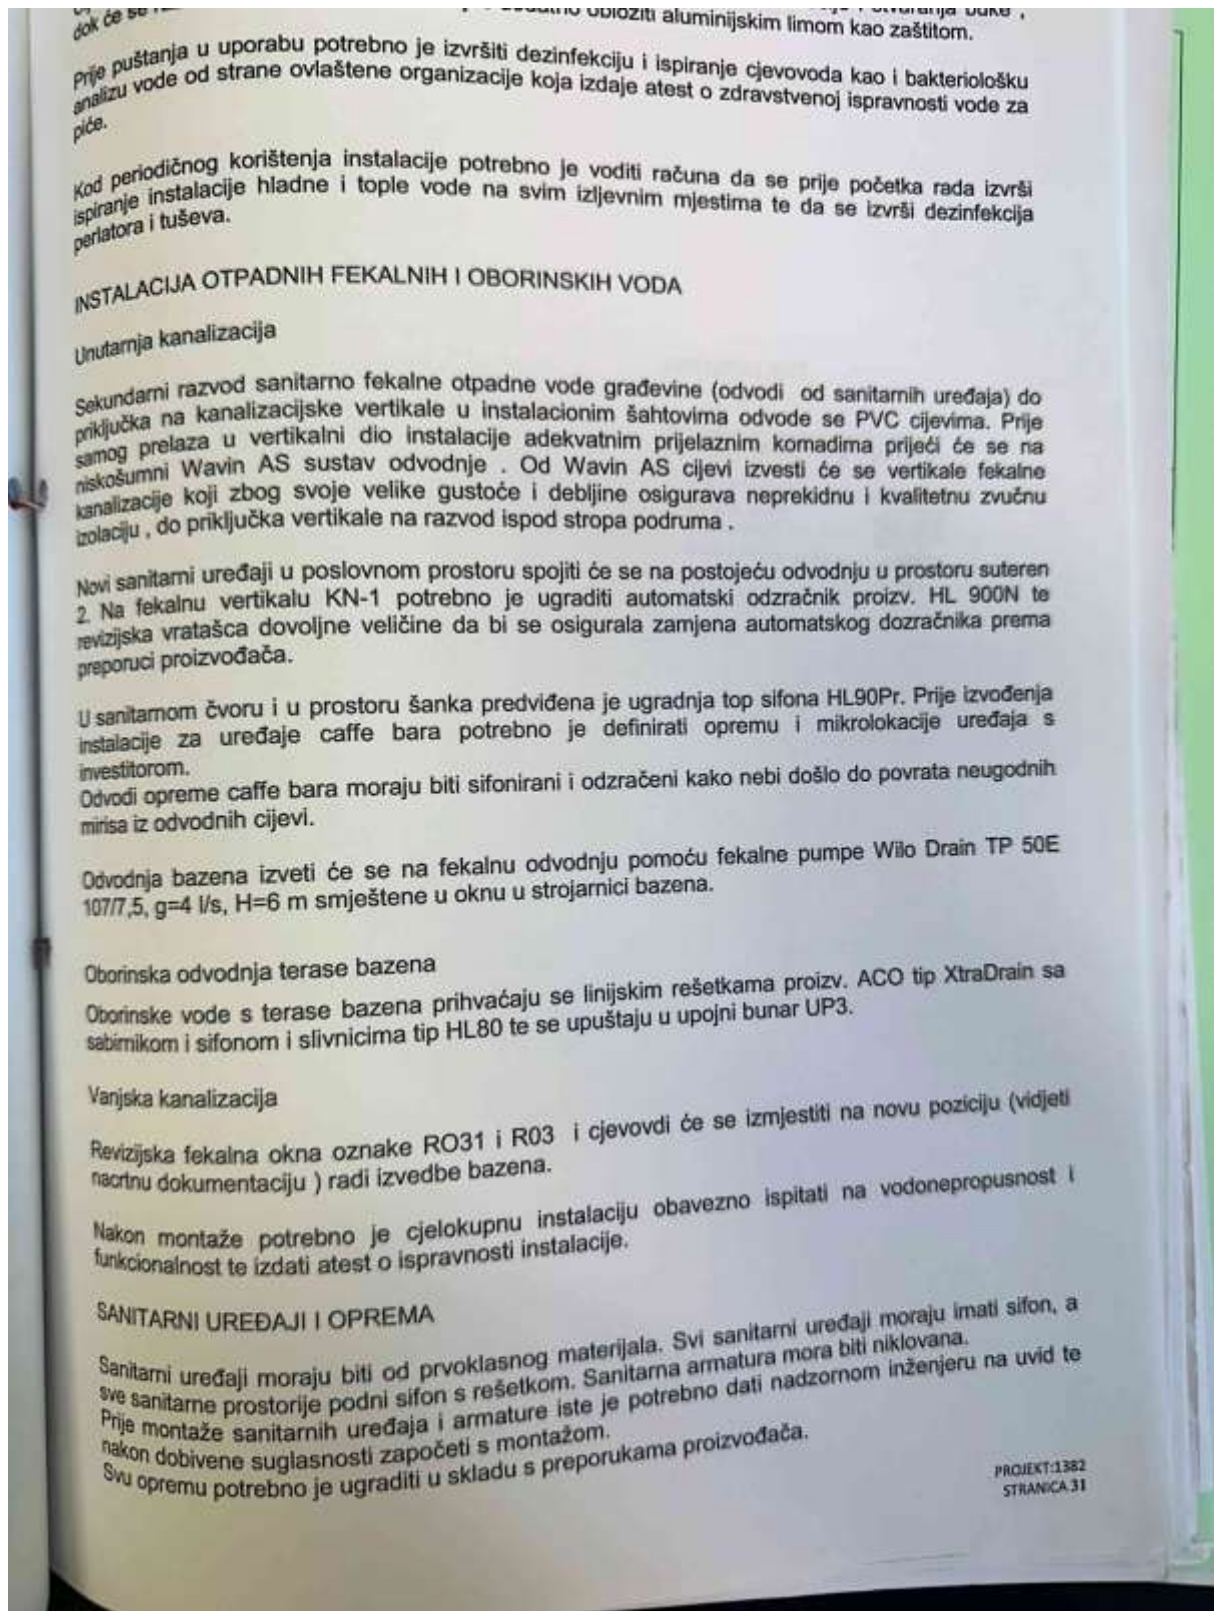 dok će se
dodatno obložiti aluminijskim limom kao zaštitom.
Prije puštanja u uporabu potrebno je izvršiti dezinfekciju i ispiranje cjevovoda kao i bakteriološku
analizu vode od strane ovlaštene organizacije koja izdaje atest o zdravstvenoj ispravnosti vode za
piće.
Kod periodičnog korištenja instalacije potrebno je voditi računa da se prije početka rada izvrši
ispiranje instalacije hladne i tople vode na svim izljevnim mjestima te da se izvrši dezinfekcija
perlatora i tuševa.
INSTALACIJA OTPADNIH FEKALNIH I OBORINSKIH VODA
Unutarnja kanalizacija
Sekundarni razvod sanitarno fekalne otpadne vode građevine (odvodi od sanitarnih uređaja) do
priključka na kanalizacijske vertikale u instalacionim šahtovima odvode se PVC cijevima. Prije
samog prelaza u vertikalni dio instalacije adekvatnim prijelaznim komadima prijeći će se na
niskošumni Wavin AS sustav odvodnje . Od Wavin AS cijevi izvesti će se vertikale fekalne
kanalizacije koji zbog svoje velike gustoće i debljine osigurava neprekidnu i kvalitetnu zvučnu
izolaciju , do priključka vertikale na razvod ispod stropa podruma .
Novi sanitarni uređaji u poslovnom prostoru spojiti će se na postojeću odvodnju u prostoru suteren
2. Na fekalnu vertikalu KN-1 potrebno je ugraditi automatski odzračnik proizv. HL 900N te
revizijska vratašca dovoljne veličine da bi se osigurala zamjena automatskog dozračnika prema
preporuci proizvođača.
U sanitarnom čvoru i u prostoru šanka predviđena je ugradnja top sifona HL90Pr. Prije izvođenja
instalacije za uređaje caffe bara potrebno je definirati opremu i mikrolokacije uređaja s
investitorom.
Odvodi opreme caffe bara moraju biti sifonirani i odzračeni kako nebi došlo do povrata neugodnih
mirisa iz odvodnih cijevi.
Odvodnja bazena izveti će se na fekalnu odvodnju pomoću fekalne pumpe Wilo Drain TP 50E
107/7,5, g=4 l/s, H=6 m smještene u oknu u strojarnici bazena.
Oborinska odvodnja terase bazena
Oborinske vode s terase bazena prihvaćaju se linijskim rešetkama proizv. ACO tip XtraDrain sa
sabirnikom i sifonom i slivnicima tip HL80 te se upuštaju u upojni bunar UP3.
Vanjska kanalizacija
Revizijska fekalna okna oznake RO31 i R03 i cjevovdi će se izmjestiti na novu poziciju (vidjeti
nacrtnu dokumentaciju ) radi izvedbe bazena.
Nakon montaže potrebno je cjelokupnu instalaciju obavezno ispitati na vodonepropusnost i
funkcionalnost te izdati atest o ispravnosti instalacije.
SANITARNI UREĐAJI I OPREMA
Sanitarni uređaji moraju biti od prvoklasnog materijala. Svi sanitarni uređaji moraju imati sifon, a
sve sanitarne prostorije podni sifon s rešetkom. Sanitarna armatura mora biti niklovana.
Prije montaže sanitarnih uređaja i armature iste je potrebno dati nadzornom inženjeru na uvid te
nakon dobivene suglasnosti započeti s montažom.
Svu opremu potrebno je ugraditi u skladu s preporukama proizvođača.
PROJEKT:1382
STRANICA 31